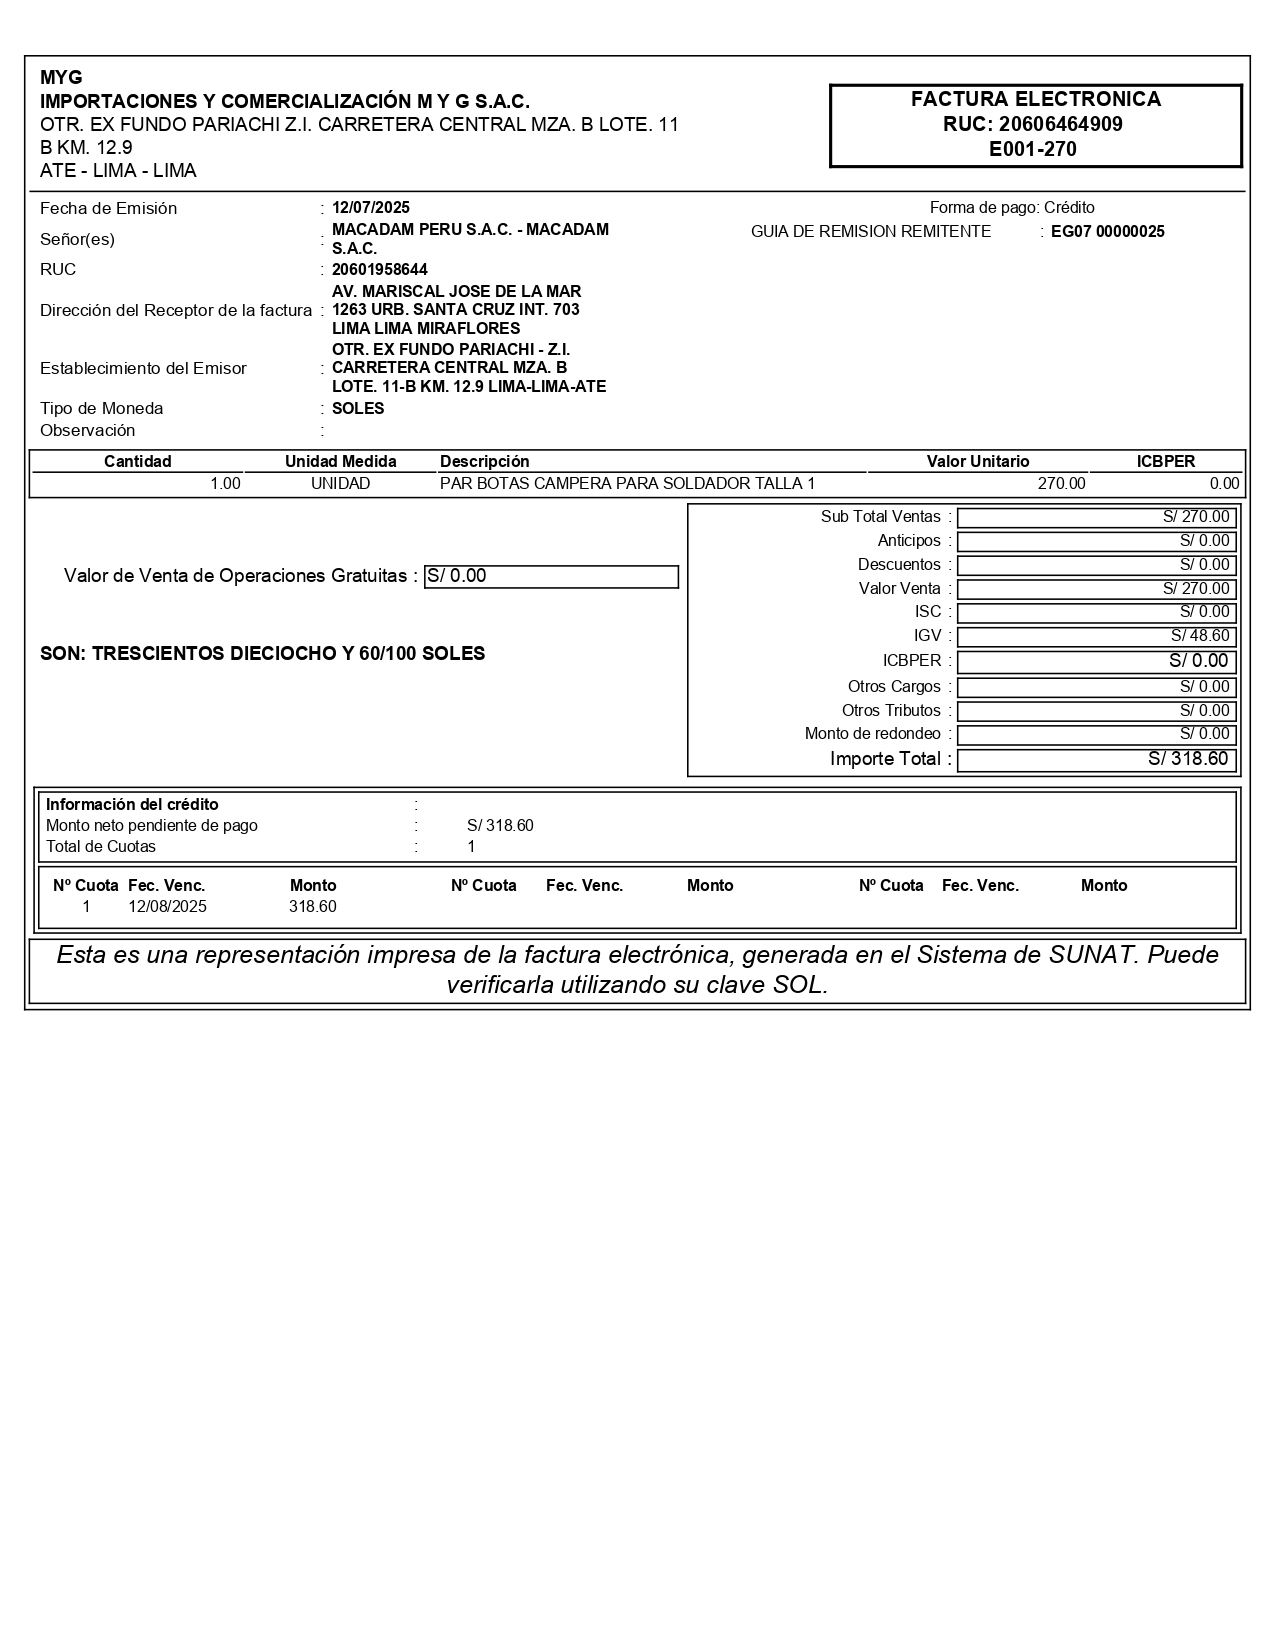 MYG
IMPORTACIONES Y COMERCIALIZACIÓN M Y G S.A.C.
OTR. EX FUNDO PARIACHI Z.I. CARRETERA CENTRAL MZA. B LOTE. 11
B KM. 12.9
ATE - LIMA - LIMA
FACTURA ELECTRONICA
RUC: 20606464909
E001-270
Fecha de Emisión : 12/07/2025
Señor(es) : MACADAM PERU S.A.C. - MACADAM
S.A.C.
RUC : 20601958644
Dirección del Receptor de la factura : AV. MARISCAL JOSE DE LA MAR
1263 URB. SANTA CRUZ INT. 703
LIMA LIMA MIRAFLORES
Establecimiento del Emisor : OTR. EX FUNDO PARIACHI - Z.I.
CARRETERA CENTRAL MZA. B
LOTE. 11-B KM. 12.9 LIMA-LIMA-ATE
Tipo de Moneda : SOLES
Observación :
Forma de pago: Crédito
GUIA DE REMISION REMITENTE : EG07 00000025
Cantidad Unidad Medida Descripción Valor Unitario ICBPER
1.00 UNIDAD PAR BOTAS CAMPERA PARA SOLDADOR TALLA 1 270.00 0.00
Valor de Venta de Operaciones Gratuitas : S/ 0.00
SON: TRESCIENTOS DIECIOCHO Y 60/100 SOLES
Sub Total Ventas : S/ 270.00
Anticipos : S/ 0.00
Descuentos : S/ 0.00
Valor Venta : S/ 270.00
ISC : S/ 0.00
IGV : S/ 48.60
ICBPER : S/ 0.00
Otros Cargos : S/ 0.00
Otros Tributos : S/ 0.00
Monto de redondeo : S/ 0.00
Importe Total : S/ 318.60
Información del crédito :
Monto neto pendiente de pago : S/ 318.60
Total de Cuotas : 1
Nº Cuota Fec. Venc. Monto Nº Cuota Fec. Venc. Monto Nº Cuota Fec. Venc. Monto
1 12/08/2025 318.60
Esta es una representación impresa de la factura electrónica, generada en el Sistema de SUNAT. Puede
verificarla utilizando su clave SOL.